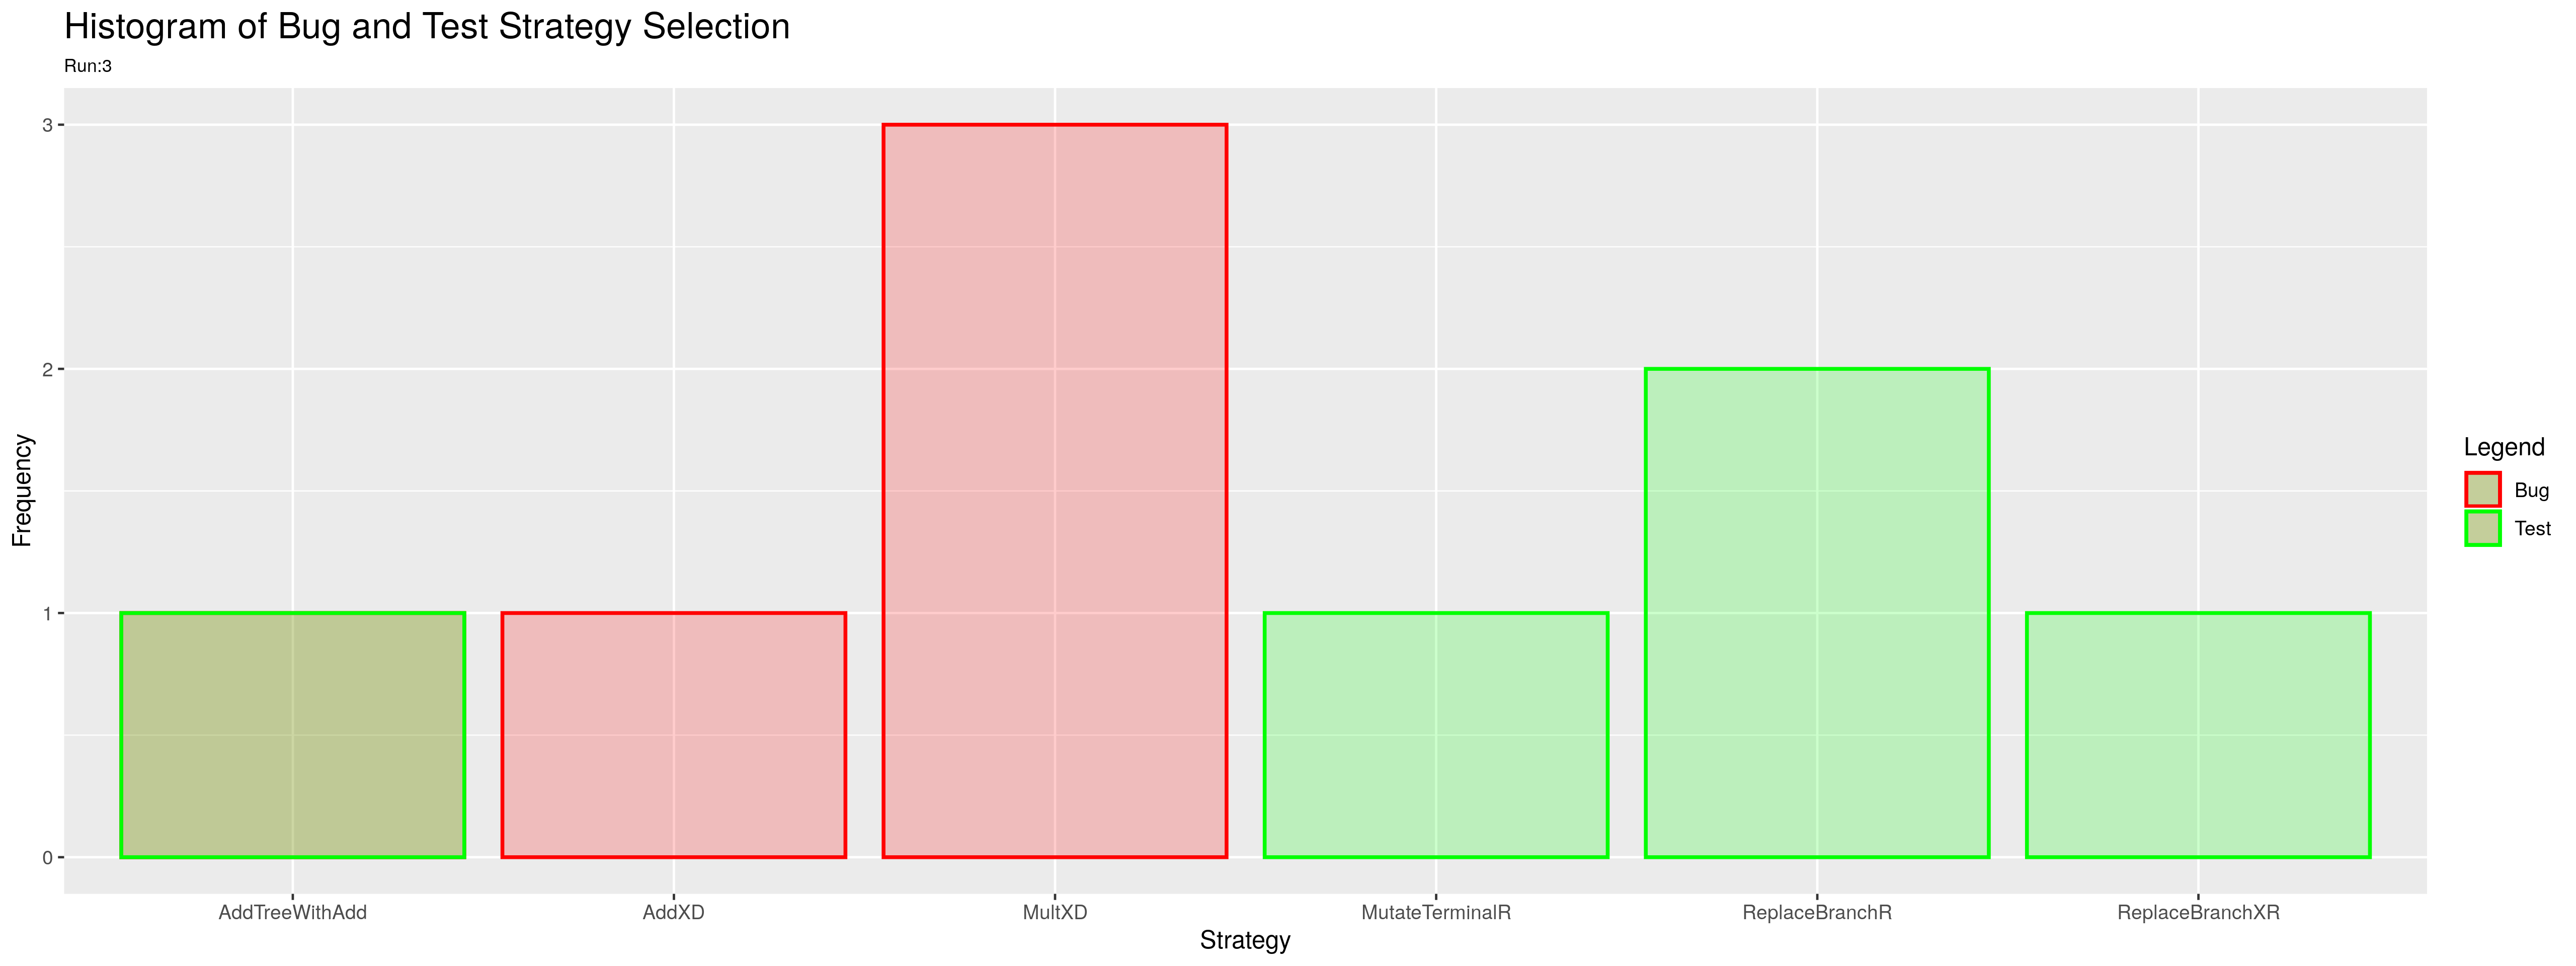 Histogram of Bug and Test Strategy Selection
Run:3
3
2
1
0
Frequency
AddTreeWithAdd
AddXD
MultXD
MutateTerminalR
ReplaceBranchR
ReplaceBranchXR
Strategy
Legend
Bug
Test